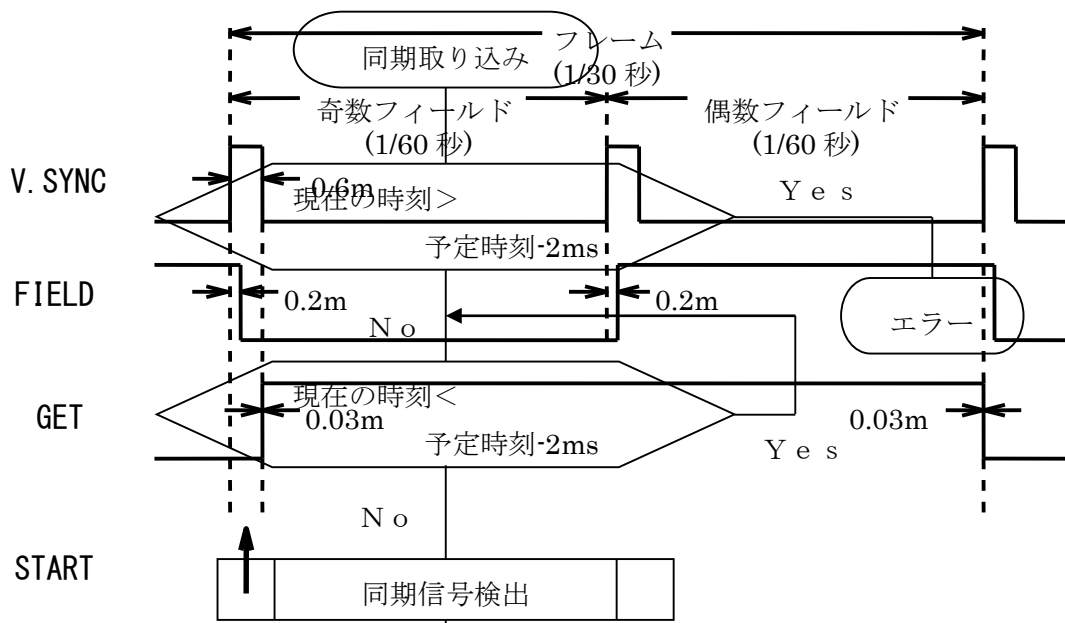 同期取り込み
フレーム
(1/30 秒)
奇数フィールド
(1/60 秒)
偶数フィールド
(1/60 秒)
V.SYNC
0.6m
現在の時刻＞
予定時刻-2ms
Ｙｅｓ
FIELD
0.2m
0.2m
Ｎｏ
エラー
GET
現在の時刻＜
0.03m
予定時刻-2ms
0.03m
Ｙｅｓ
Ｎｏ
START
同期信号検出